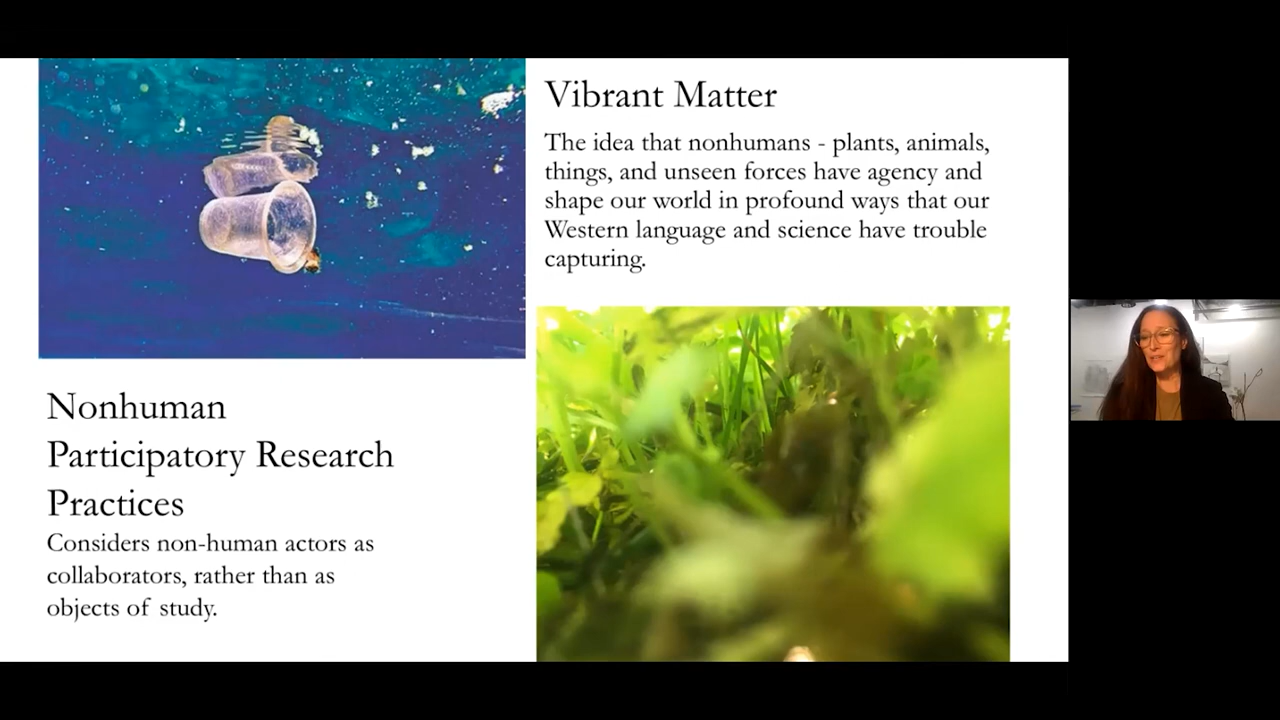 Vibrant Matter
The idea that nonhumans - plants, animals,
things, and unseen forces have agency and
shape our world in profound ways that our
Western language and science have trouble
capturing.
Nonhuman
Participatory Research
Practices
Considers non-human actors as
collaborators, rather than as
objects of study.